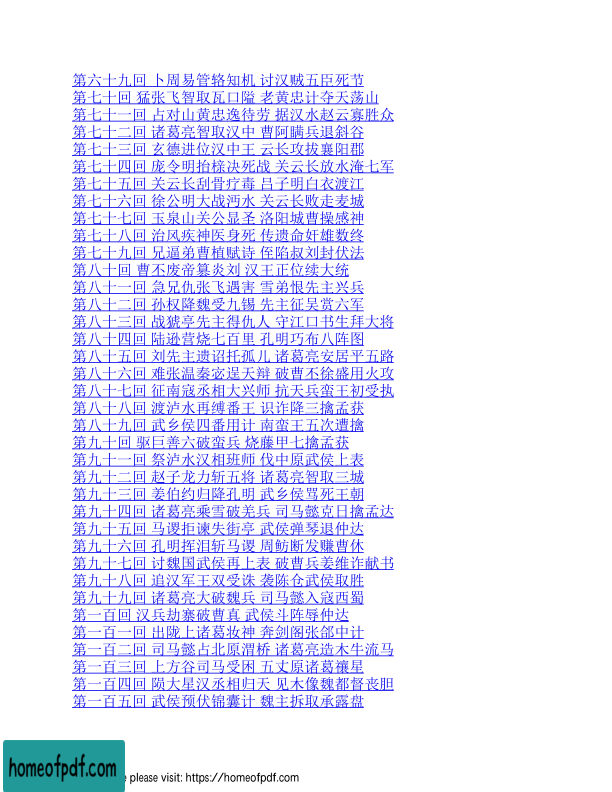 第六十九回 卜周易管辂知机 讨汉贼五臣死节
第七十回 猛张飞智取瓦口隘 老黄忠计夺天荡山
第七十一回 占对山黄忠逸待劳 据汉水赵云寡胜众
第七十二回 诸葛亮智取汉中 曹阿瞒兵退斜谷
第七十三回 玄德进位汉中王 云长攻拔襄阳郡
第七十四回 庞令明抬榇决死战 关云长放水淹七军
第七十五回 关云长刮骨疗毒 吕子明白衣渡江
第七十六回 徐公明大战沔水 关云长败走麦城
第七十七回 玉泉山关公显圣 洛阳城曹操感神
第七十八回 治风疾神医身死 传遗命奸雄数终
第七十九回 兄逼弟曹植赋诗 侄陷叔刘封伏法
第八十回 曹丕废帝篡炎刘 汉王正位续大统
第八十一回 急兄仇张飞遇害 雪弟恨先主兴兵
第八十二回 孙权降魏受九锡 先主征吴赏六军
第八十三回 战猇亭先主得仇人 守江口书生拜大将
第八十四回 陆逊营烧七百里 孔明巧布八阵图
第八十五回 刘先主遗诏托孤儿 诸葛亮安居平五路
第八十六回 难张温秦宓逞天辩 破曹丕徐盛用火攻
第八十七回 征南寇丞相大兴师 抗天兵蛮王初受执
第八十八回 渡泸水再缚番王 识诈降三擒孟获
第八十九回 武乡侯四番用计 南蛮王五次遭擒
第九十回 驱巨善六破蛮兵 烧藤甲七擒孟获
第九十一回 祭泸水汉相班师 伐中原武侯上表
第九十二回 赵子龙力斩五将 诸葛亮智取三城
第九十三回 姜伯约归降孔明 武乡侯骂死王朝
第九十四回 诸葛亮乘雪破羌兵 司马懿克日擒孟达
第九十五回 马谡拒谏失街亭 武侯弹琴退仲达
第九十六回 孔明挥泪斩马谡 周鲂断发赚曹休
第九十七回 讨魏国武侯再上表 破曹兵姜维诈献书
第九十八回 追汉军王双受诛 袭陈仓武侯取胜
第九十九回 诸葛亮大破魏兵 司马懿入寇西蜀
第一百回 汉兵劫寨破曹真 武侯斗阵辱仲达
第一百一回 出陇上诸葛妆神 奔剑阁张郃中计
第一百二回 司马懿占北原渭桥 诸葛亮造木牛流马
第一百三回 上方谷司马受困 五丈原诸葛禳星
第一百四回 陨大星汉丞相归天 见木像魏都督丧胆
第一百五回 武侯预伏锦囊计 魏主拆取承露盘
homeofpdf.com
please visit: https://homeofpdf.com